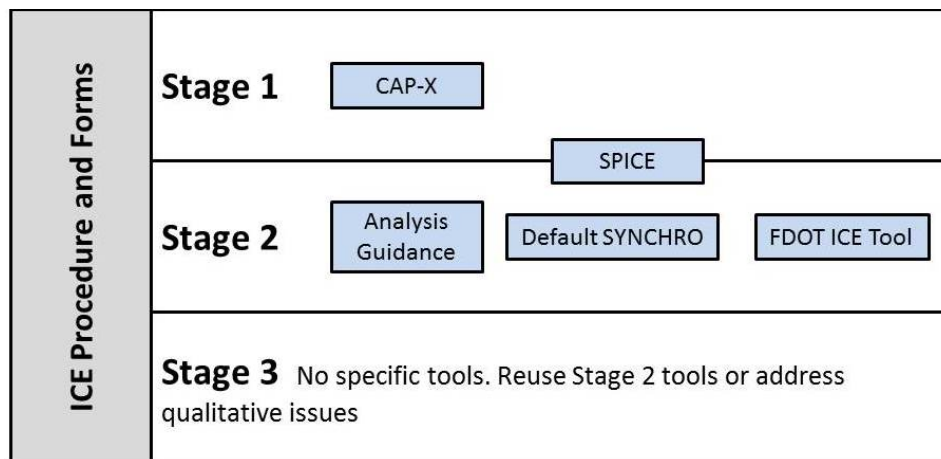 ICE Procedure and Forms
Stage 1
CAP-X
SPICE
Stage 2
Analysis
Guidance
Default SYNCHRO
FDOT ICE Tool
Stage 3 No specific tools. Reuse Stage 2 tools or address
qualitative issues